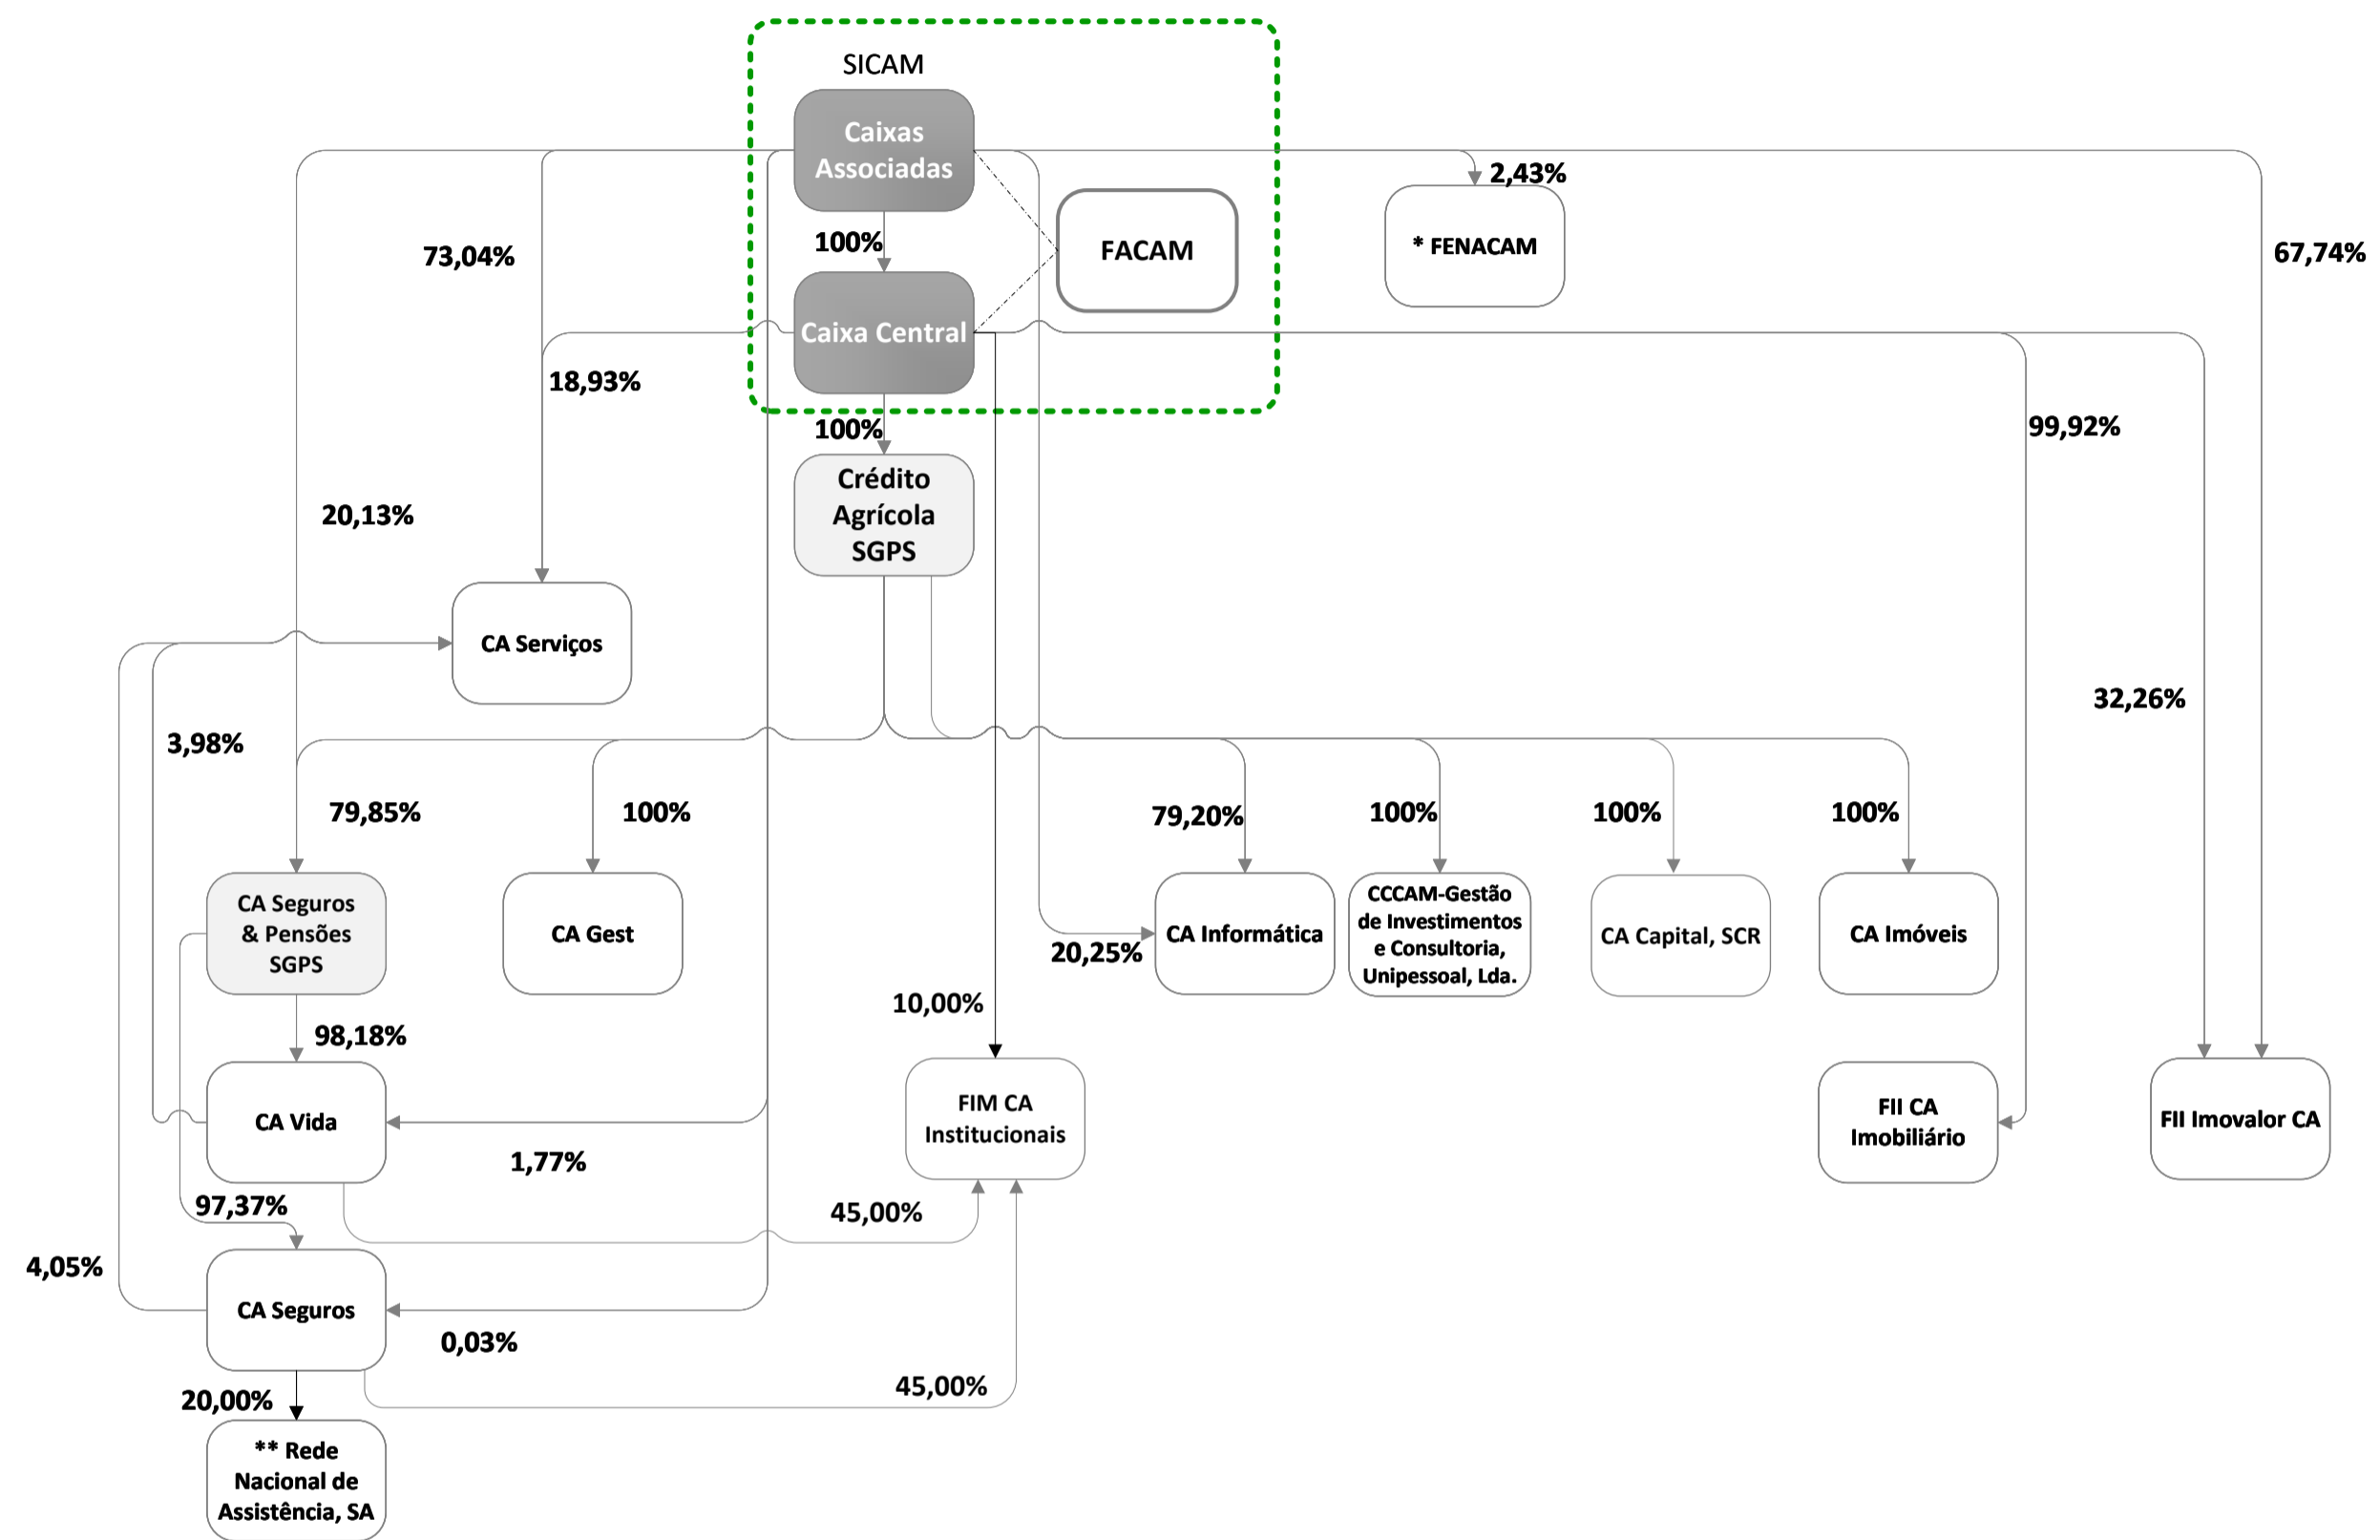 SICAM
Caixas
Associadas
2,43%
* FENACAM
FACAM
100%
73,04%
67,74%
Caixa Central
18,93%
100%
99,92%
Crédito
Agrícola
SGPS
20,13%
CA Serviços
32,26%
3,98%
79,85%
100%
79,20%
100%
100%
100%
CA Seguros
& Pensões
SGPS
CA Gest
CA Informática
CCCAM-Gestão
de Investimentos
e Consultoria,
Unipessoal, Lda.
CA Capital, SCR
CA Imóveis
20,25%
10,00%
98,18%
CA Vida
1,77%
FIM CA
Institucionais
FII CA
Imobiliário
FII Imovalor CA
97,37%
45,00%
4,05%
CA Seguros
0,03%
45,00%
20,00%
** Rede
Nacional de
Assistência, SA